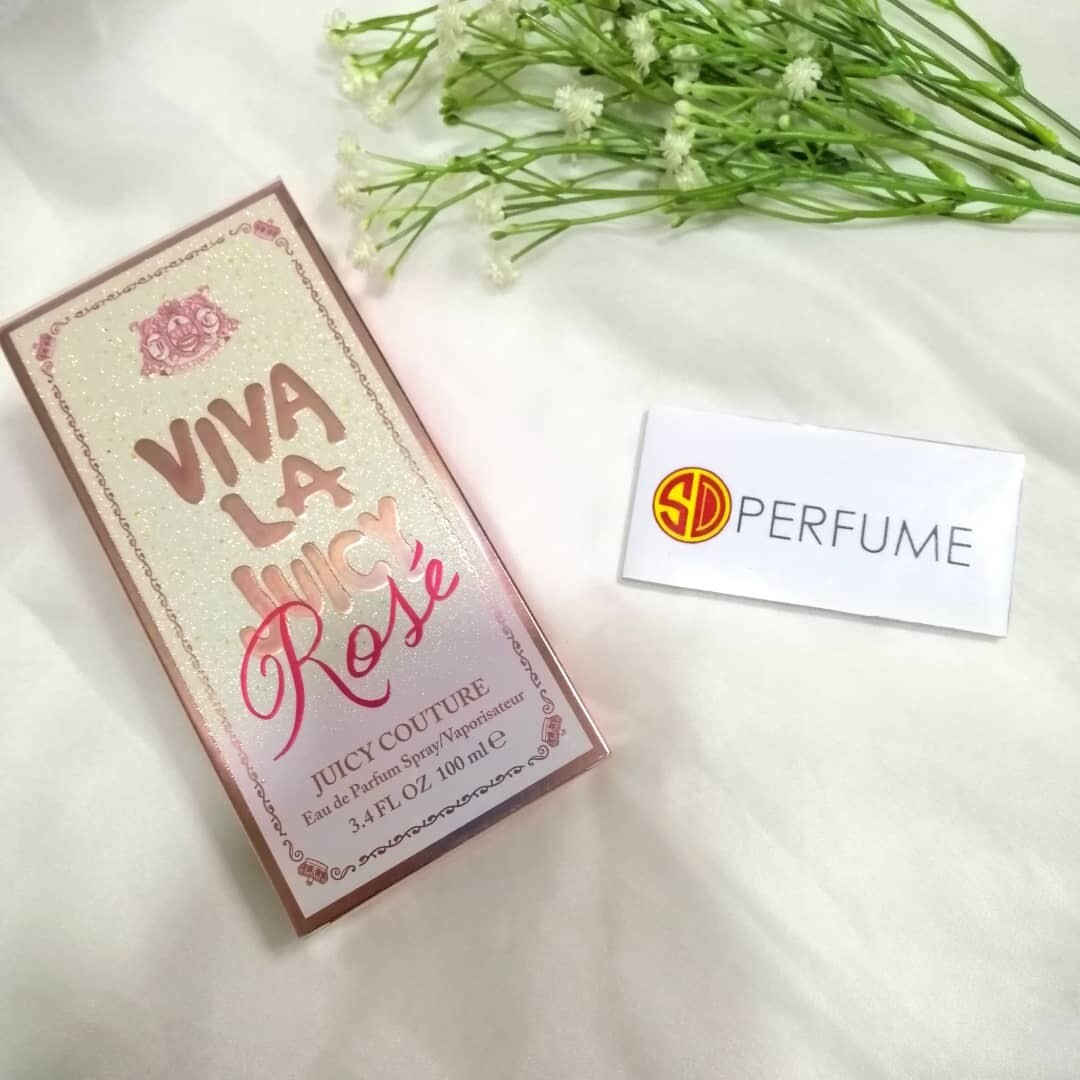 VIVA
LA
JUICY
Rosé
JUICY COUTURE
Eau de Parfum Spray/Vaporisateur
3.4 FL OZ 100 ml ℮
SD PERFUME